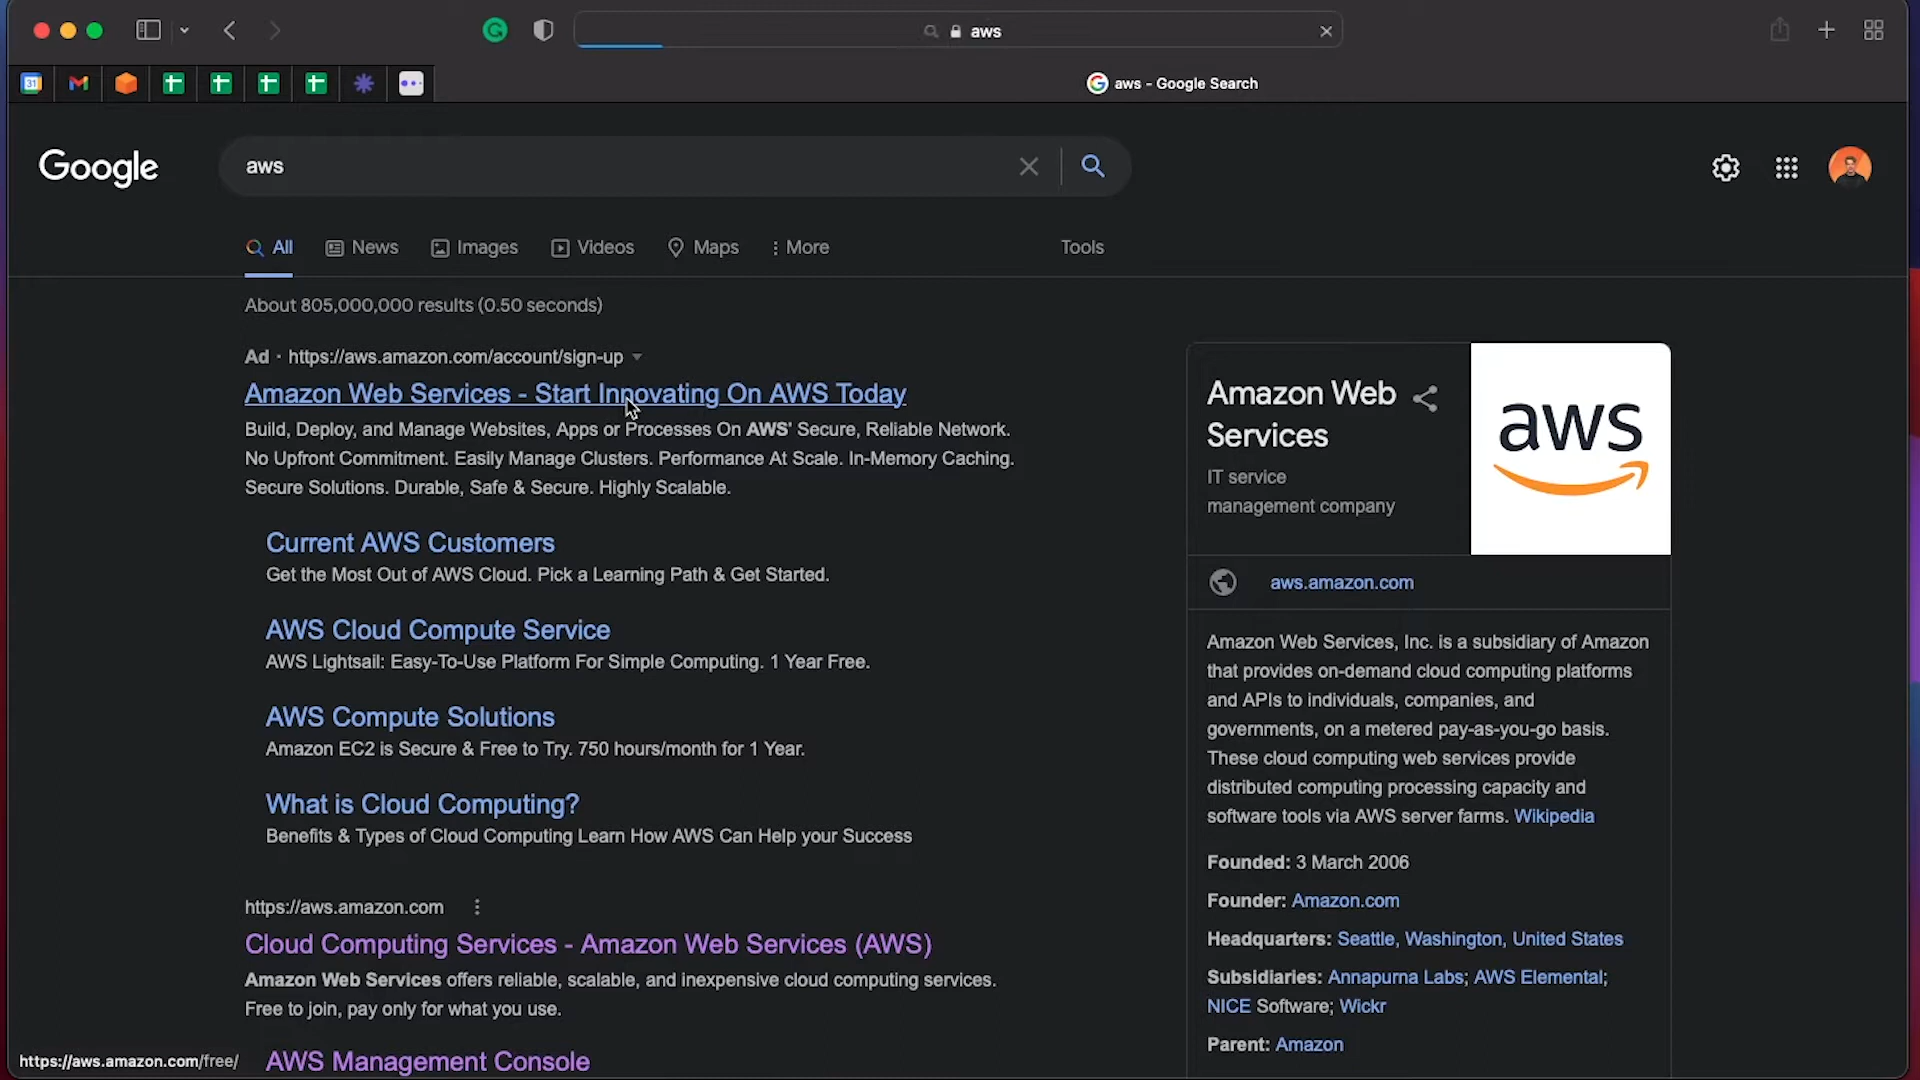 aws
31
aws - Google Search
Google
aws
All
News
Images
Videos
Maps
More
Tools
About 805,000,000 results (0.50 seconds)
Ad · https://aws.amazon.com/account/sign-up
Amazon Web Services - Start Innovating On AWS Today
Build, Deploy, and Manage Websites, Apps or Processes On AWS' Secure, Reliable Network.
No Upfront Commitment. Easily Manage Clusters. Performance At Scale. In-Memory Caching.
Secure Solutions. Durable, Safe & Secure. Highly Scalable.
Current AWS Customers
Get the Most Out of AWS Cloud. Pick a Learning Path & Get Started.
AWS Cloud Compute Service
AWS Lightsail: Easy-To-Use Platform For Simple Computing. 1 Year Free.
AWS Compute Solutions
Amazon EC2 is Secure & Free to Try. 750 hours/month for 1 Year.
What is Cloud Computing?
Benefits & Types of Cloud Computing Learn How AWS Can Help your Success
https://aws.amazon.com
Cloud Computing Services - Amazon Web Services (AWS)
Amazon Web Services offers reliable, scalable, and inexpensive cloud computing services.
Free to join, pay only for what you use.
AWS Management Console
https://aws.amazon.com/free/
Amazon Web
Services
IT service
management company
aws
aws.amazon.com
Amazon Web Services, Inc. is a subsidiary of Amazon
that provides on-demand cloud computing platforms
and APIs to individuals, companies, and
governments, on a metered pay-as-you-go basis.
These cloud computing web services provide
distributed computing processing capacity and
software tools via AWS server farms. Wikipedia
Founded: 3 March 2006
Founder: Amazon.com
Headquarters: Seattle, Washington, United States
Subsidiaries: Annapurna Labs; AWS Elemental;
NICE Software; Wickr
Parent: Amazon